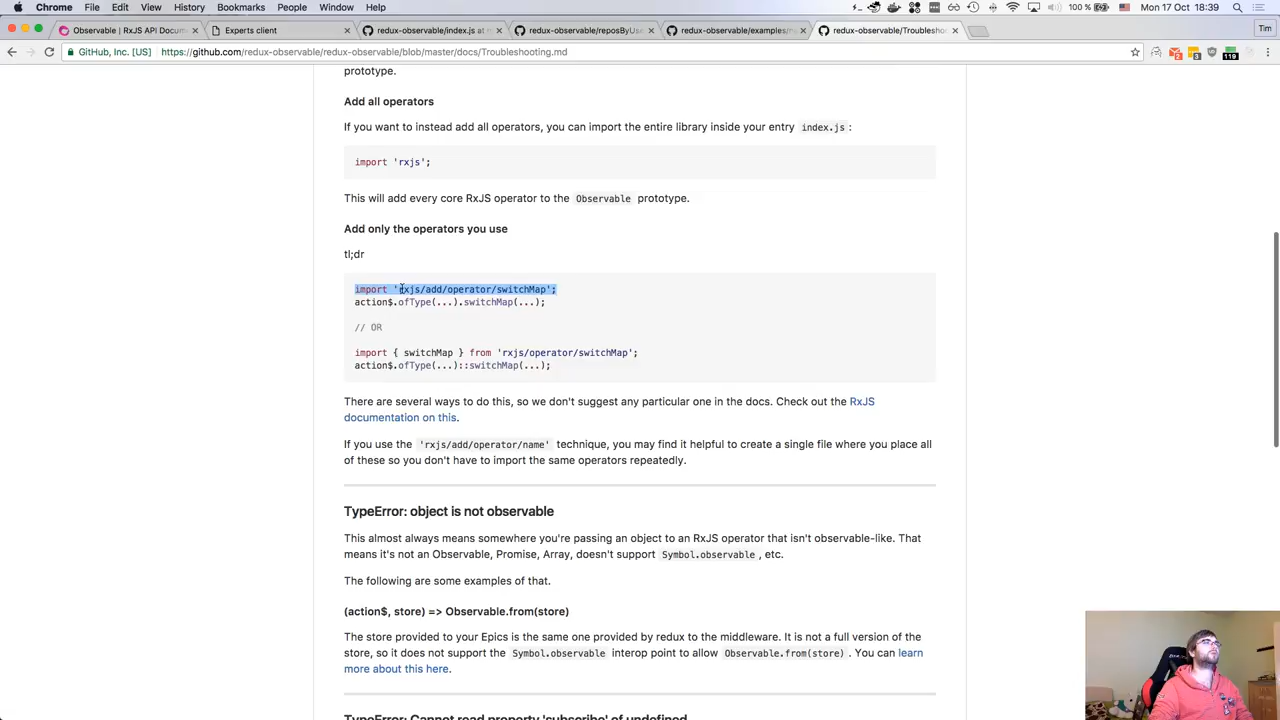 Chrome File Edit View History Bookmarks People Window Help 100 % Mon 17 Oct 18:39
Observable | RxJS API Docum Experts client redux-observable/index.js at m redux-observable/reposByUse redux-observable/examples/m redux-observable/Troublesho Tim
GitHub, Inc. [US] https://github.com/redux-observable/redux-observable/blob/master/docs/Troubleshooting.md 2 3 119
prototype.
Add all operators
If you want to instead add all operators, you can import the entire library inside your entry index.js :
import 'rxjs';
This will add every core RxJS operator to the Observable prototype.
Add only the operators you use
tl;dr
import 'rxjs/add/operator/switchMap';
action$.ofType(...).switchMap(...);
// OR
import { switchMap } from 'rxjs/operator/switchMap';
action$.ofType(...)::switchMap(...);
There are several ways to do this, so we don't suggest any particular one in the docs. Check out the RxJS
documentation on this.
If you use the 'rxjs/add/operator/name' technique, you may find it helpful to create a single file where you place all
of these so you don't have to import the same operators repeatedly.
TypeError: object is not observable
This almost always means somewhere you're passing an object to an RxJS operator that isn't observable-like. That
means it's not an Observable, Promise, Array, doesn't support Symbol.observable , etc.
The following are some examples of that.
(action$, store) => Observable.from(store)
The store provided to your Epics is the same one provided by redux to the middleware. It is not a full version of the
store, so it does not support the Symbol.observable interop point to allow Observable.from(store) . You can learn
more about this here.
TypeError: Cannot read property 'subscribe' of undefined